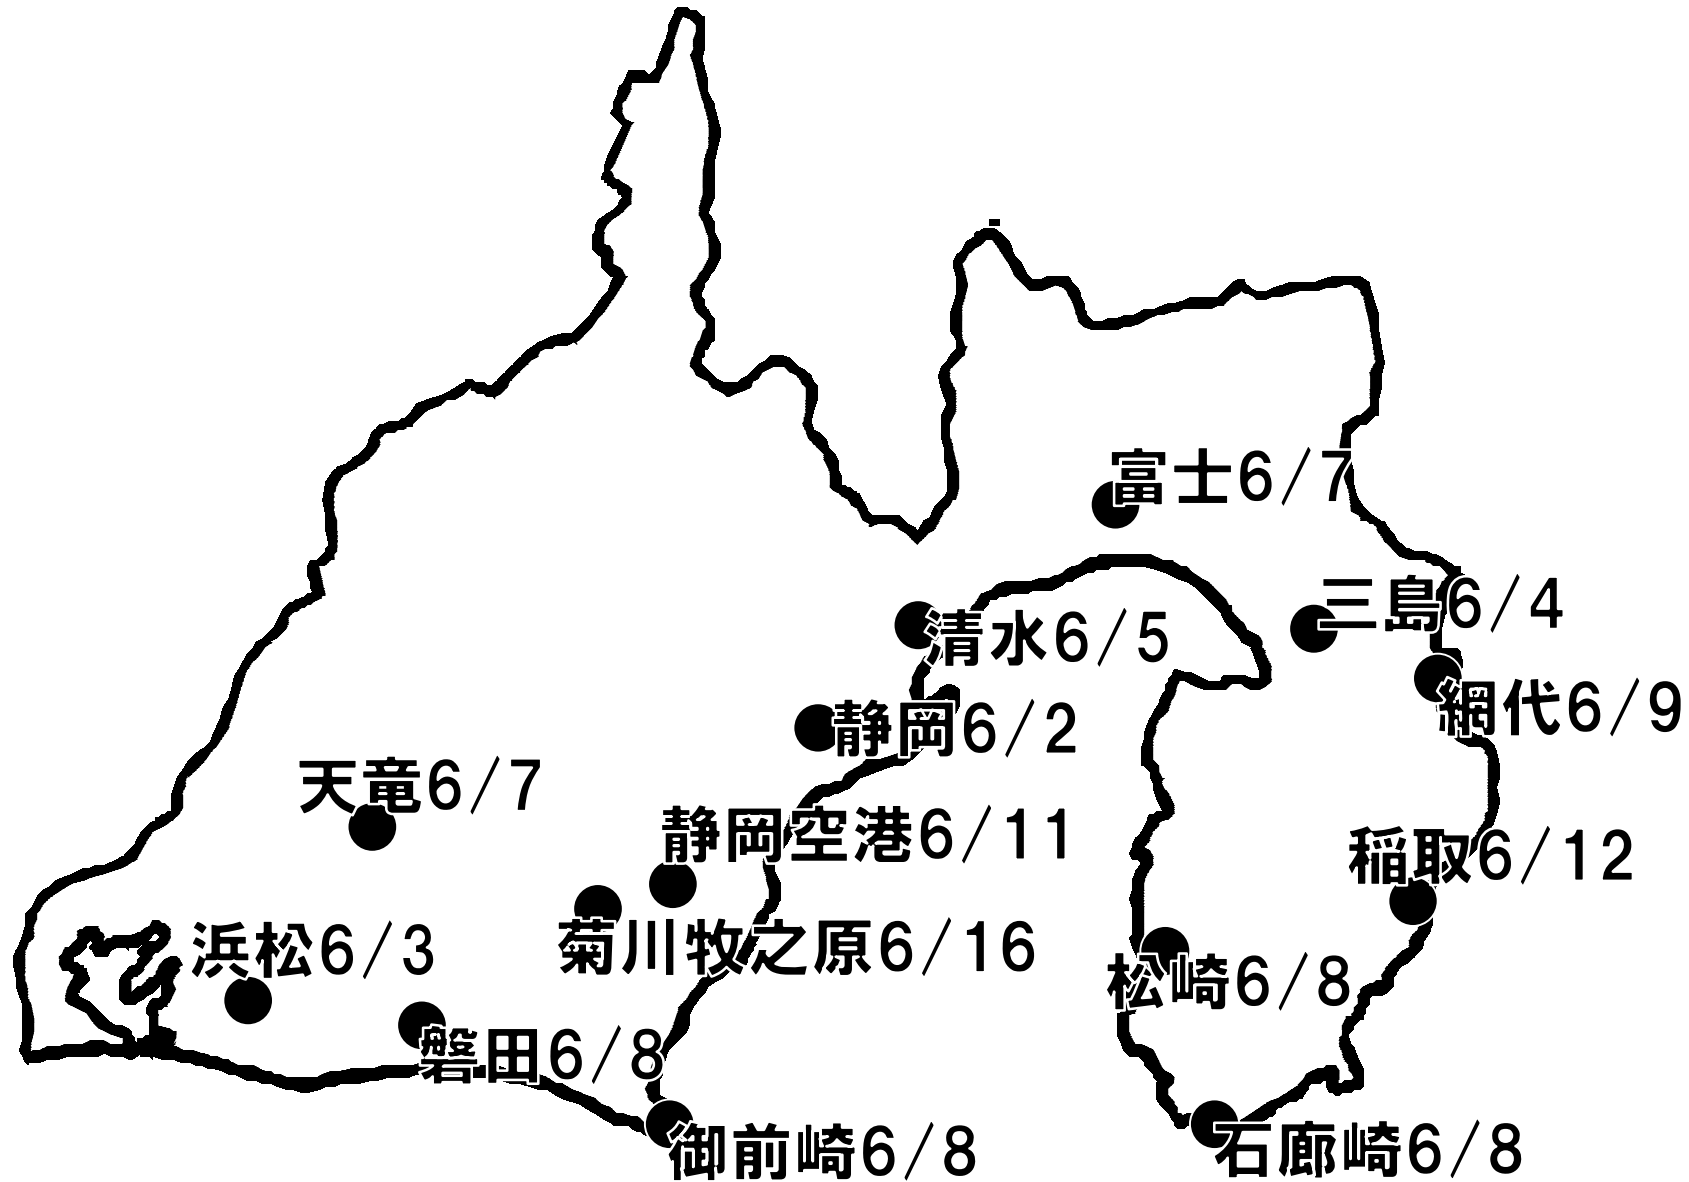 富士6/7
三島6/4
清水6/5
網代6/9
静岡6/2
天竜6/7
静岡空港6/11
稲取6/12
浜松6/3
菊川牧之原6/16
松崎6/8
磐田6/8
御前崎6/8
石廊崎6/8